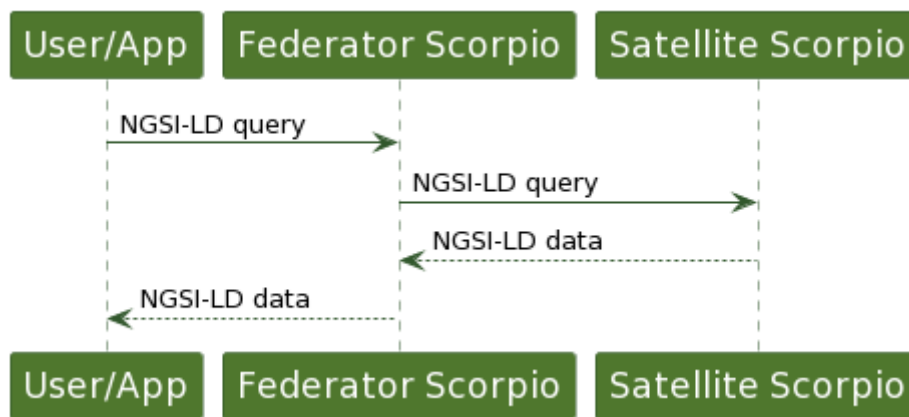 User/App Federator Scorpio Satellite Scorpio
NGSI-LD query
NGSI-LD query
NGSI-LD data
NGSI-LD data
User/App Federator Scorpio Satellite Scorpio